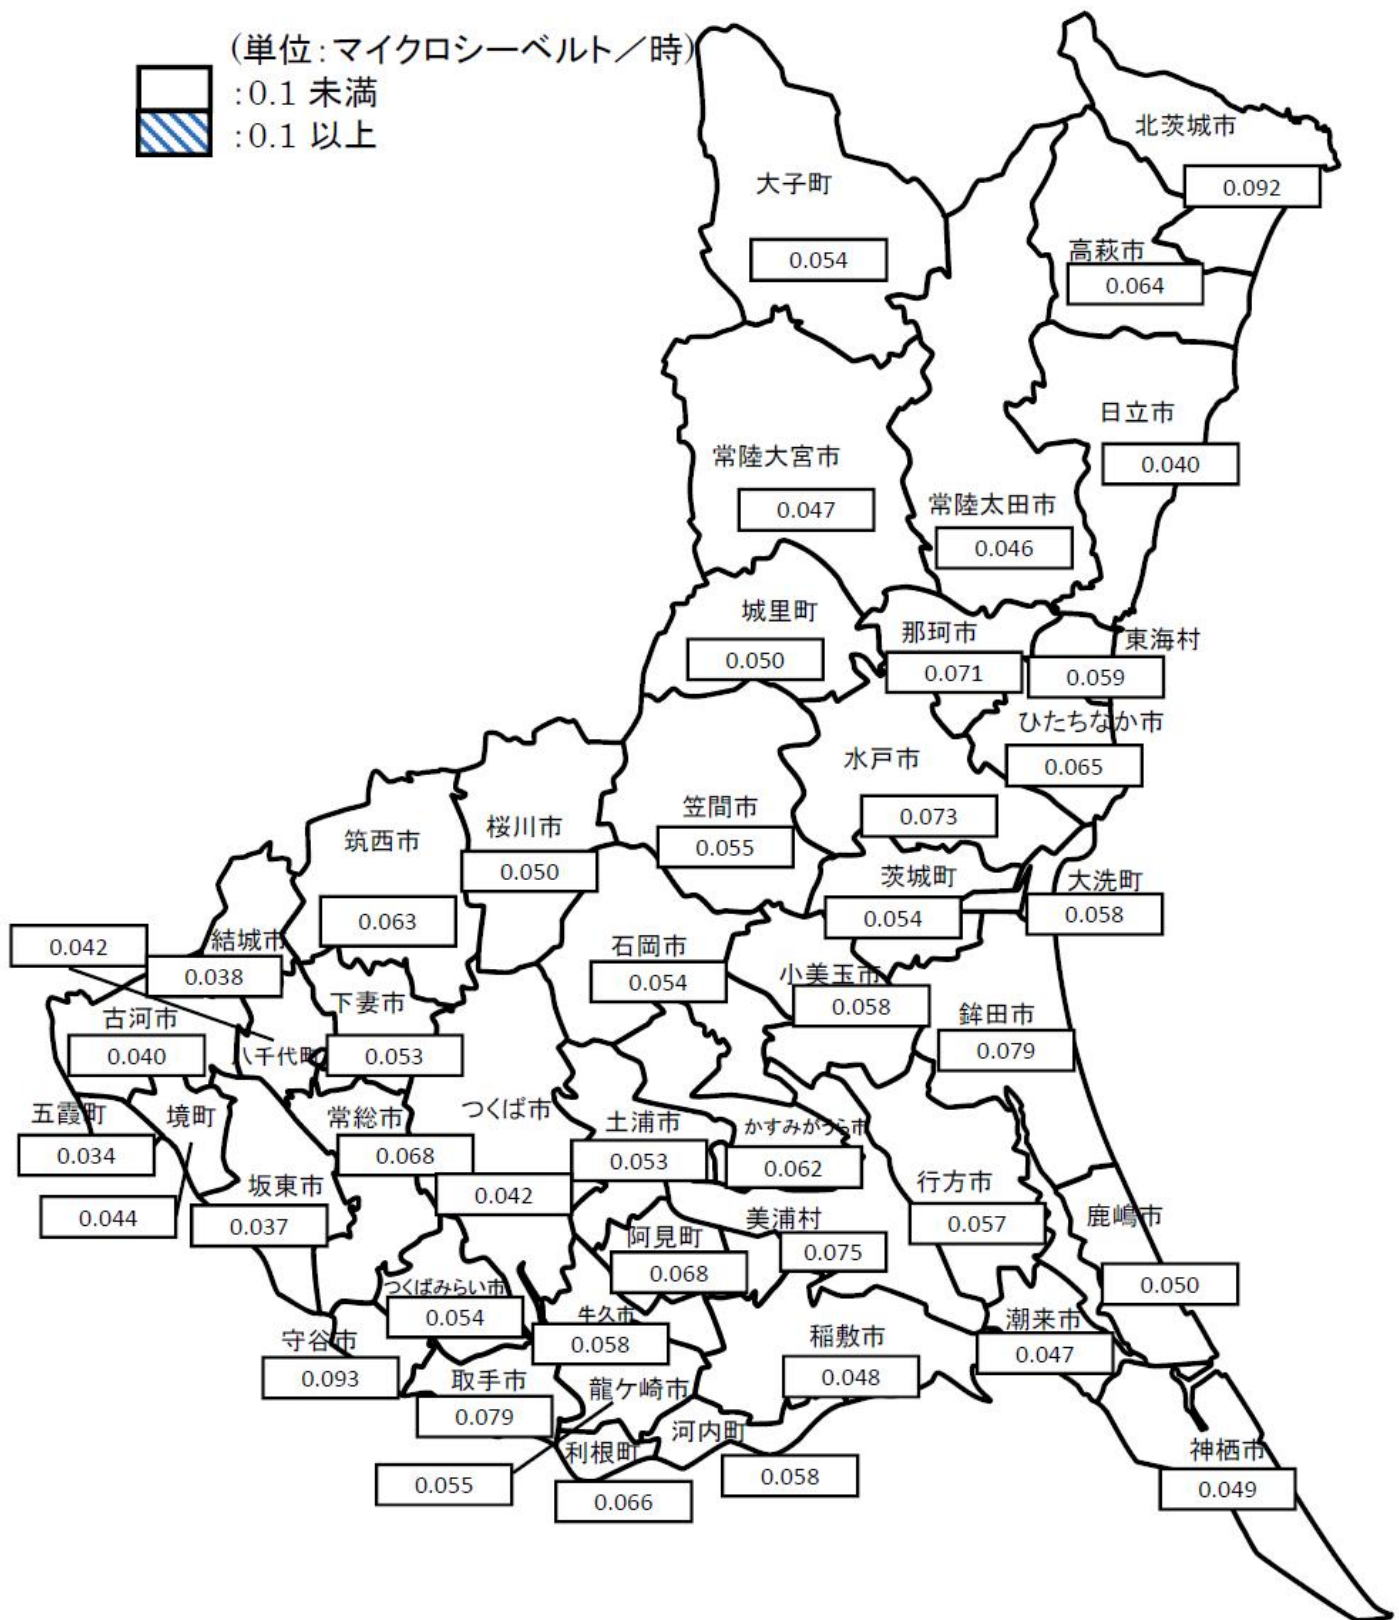 (単位:マイクロシーベルト/時)
:0.1 未満
:0.1 以上
北茨城市
0.092
大子町
0.054
高萩市
0.064
日立市
0.040
常陸大宮市
0.047
常陸太田市
0.046
城里町
0.050
那珂市
0.071
東海村
0.059
ひたちなか市
0.065
水戸市
0.073
笠間市
0.055
桜川市
0.050
筑西市
0.063
茨城町
0.054
大洗町
0.058
結城市
0.038
0.042
八千代町
石岡市
0.054
小美玉市
0.058
下妻市
0.053
古河市
0.040
鉾田市
0.079
五霞町
0.034
境町
0.044
常総市
0.068
つくば市
0.042
土浦市
0.053
かすみがうら市
0.062
坂東市
0.037
行方市
0.057
美浦村
0.075
阿見町
0.068
鹿嶋市
0.050
つくばみらい市
0.054
牛久市
0.058
稲敷市
0.048
潮来市
0.047
守谷市
0.093
取手市
0.079
龍ケ崎市
0.055
河内町
0.058
利根町
0.066
神栖市
0.049